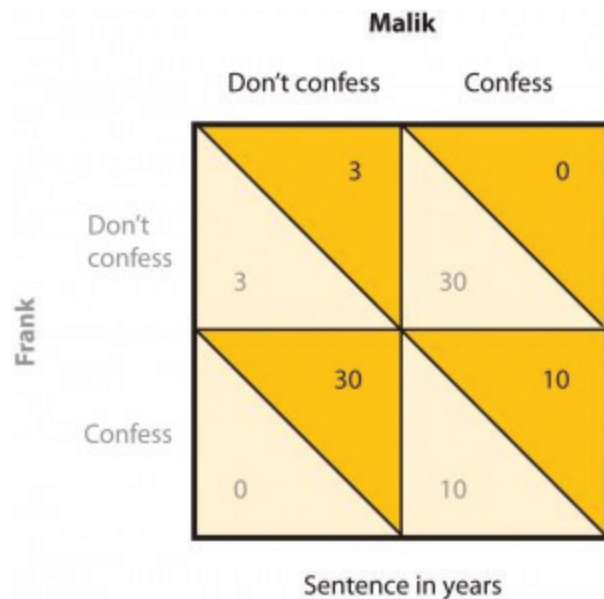 Malik
Don't confess Confess
3 0
Don't
confess
3 30
Frank
30 10
Confess
0 10
Sentence in years